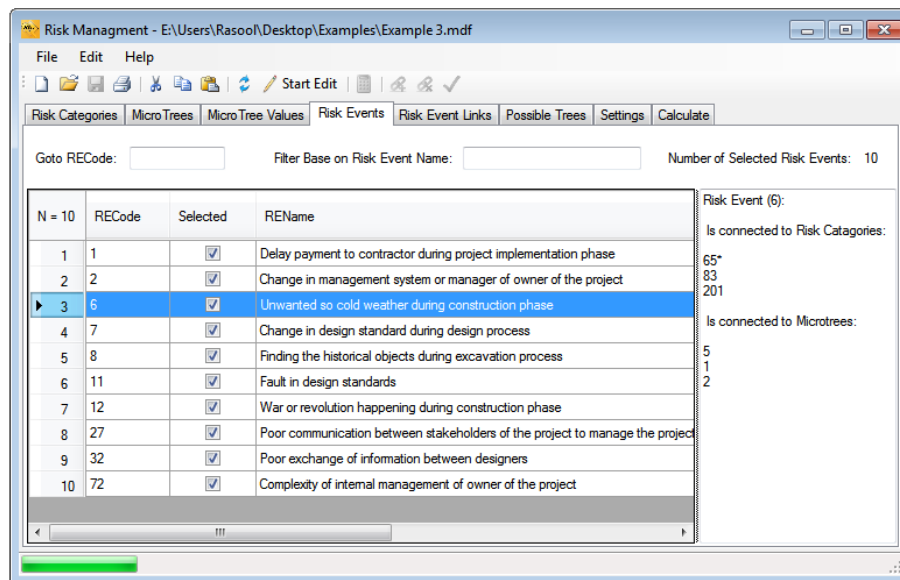 Risk Managment - E:\Users\Rasool\Desktop\Examples\Example 3.mdf
File Edit Help
Start Edit
Risk Categories MicroTrees MicroTree Values Risk Events Risk Event Links Possible Trees Settings Calculate
Goto RECode: Filter Base on Risk Event Name: Number of Selected Risk Events: 10
N = 10 RECode Selected REName
1 1 Delay payment to contractor during project implementation phase
2 2 Change in management system or manager of owner of the project
3 6 Unwanted so cold weather during construction phase
4 7 Change in design standard during design process
5 8 Finding the historical objects during excavation process
6 11 Fault in design standards
7 12 War or revolution happening during construction phase
8 27 Poor communication between stakeholders of the project to manage the project
9 32 Poor exchange of information between designers
10 72 Complexity of internal management of owner of the project
Risk Event (6):
Is connected to Risk Catagories:
65*
83
201
Is connected to Microtrees:
5
1
2